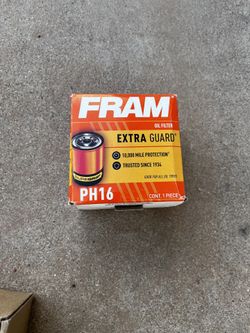 FRAM
OIL FILTER
EXTRA GUARD
10,000 MILE PROTECTION
TRUSTED SINCE 1934
PH16
CONT. 1 PIECE